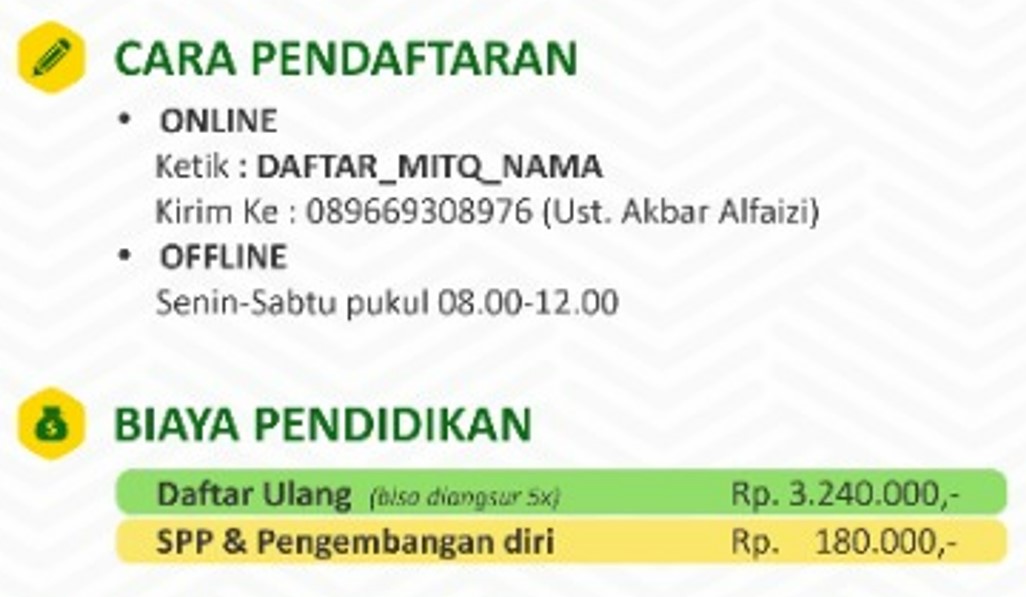 CARA PENDAFTARAN
• ONLINE
Ketik : DAFTAR_MITQ_NAMA
Kirim Ke : 089669308976 (Ust. Akbar Alfaizi)
• OFFLINE
Senin-Sabtu pukul 08.00-12.00
BIAYA PENDIDIKAN
Daftar Ulang (bisa diangsur 5x) Rp. 3.240.000,-
SPP & Pengembangan diri Rp. 180.000,-